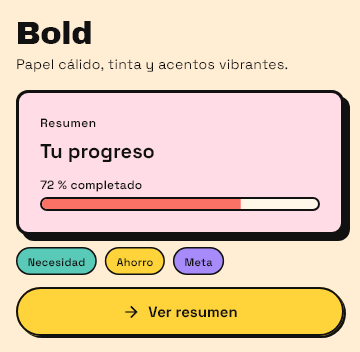 Bold
Papel cálido, tinta y acentos vibrantes.
Resumen
Tu progreso
72 % completado
Necesidad
Ahorro
Meta
Ver resumen